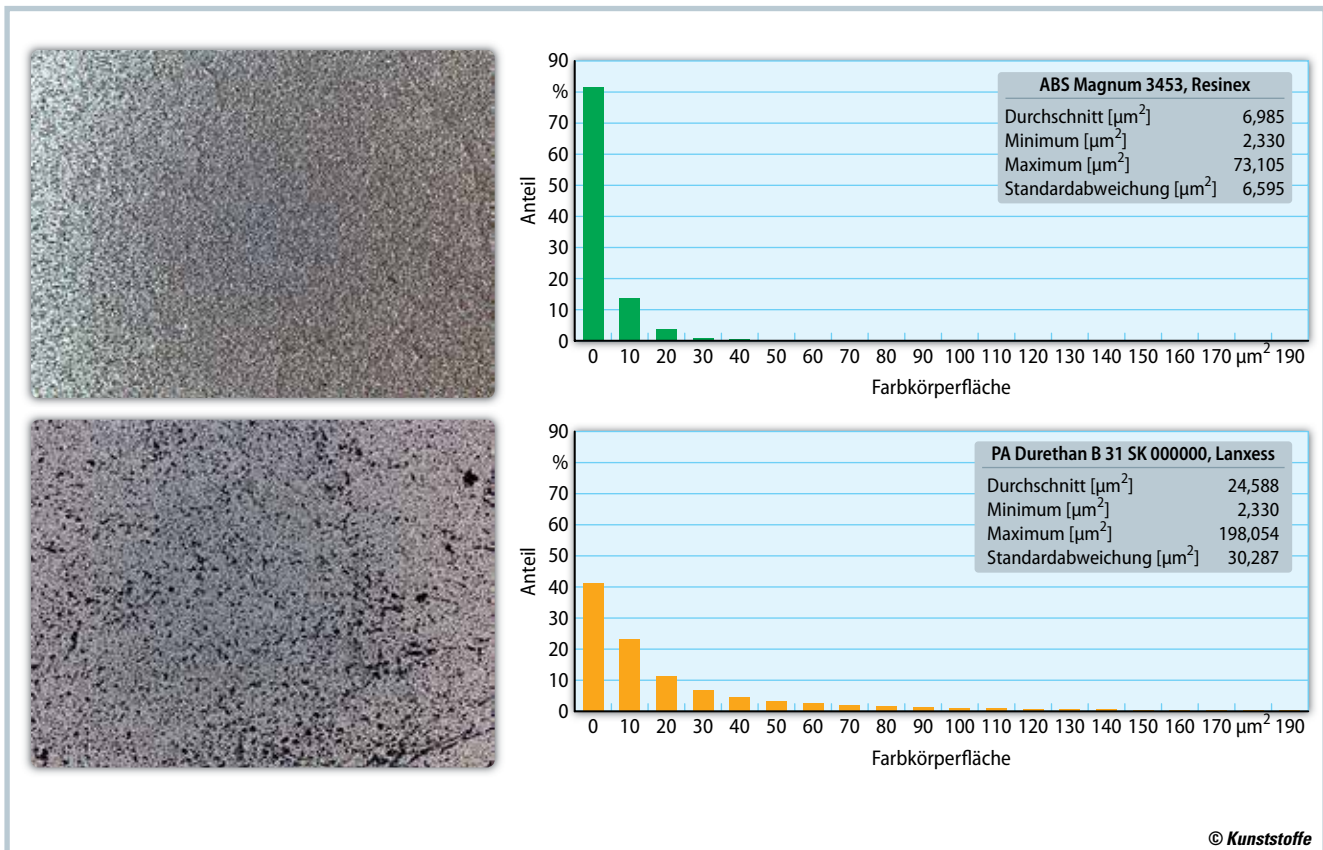 90
%
70
60
50
40
30
20
10
0
Anteil
ABS Magnum 3453, Resinex
Durchschnitt [µm²] 6,985
Minimum [µm²] 2,330
Maximum [µm²] 73,105
Standardabweichung [µm²] 6,595
0 10 20 30 40 50 60 70 80 90 100 110 120 130 140 150 160 170 µm² 190
Farbkörperfläche
90
%
70
60
50
40
30
20
10
0
Anteil
PA Durethan B 31 SK 000000, Lanxess
Durchschnitt [µm²] 24,588
Minimum [µm²] 2,330
Maximum [µm²] 198,054
Standardabweichung [µm²] 30,287
0 10 20 30 40 50 60 70 80 90 100 110 120 130 140 150 160 170 µm² 190
Farbkörperfläche
© Kunststoffe